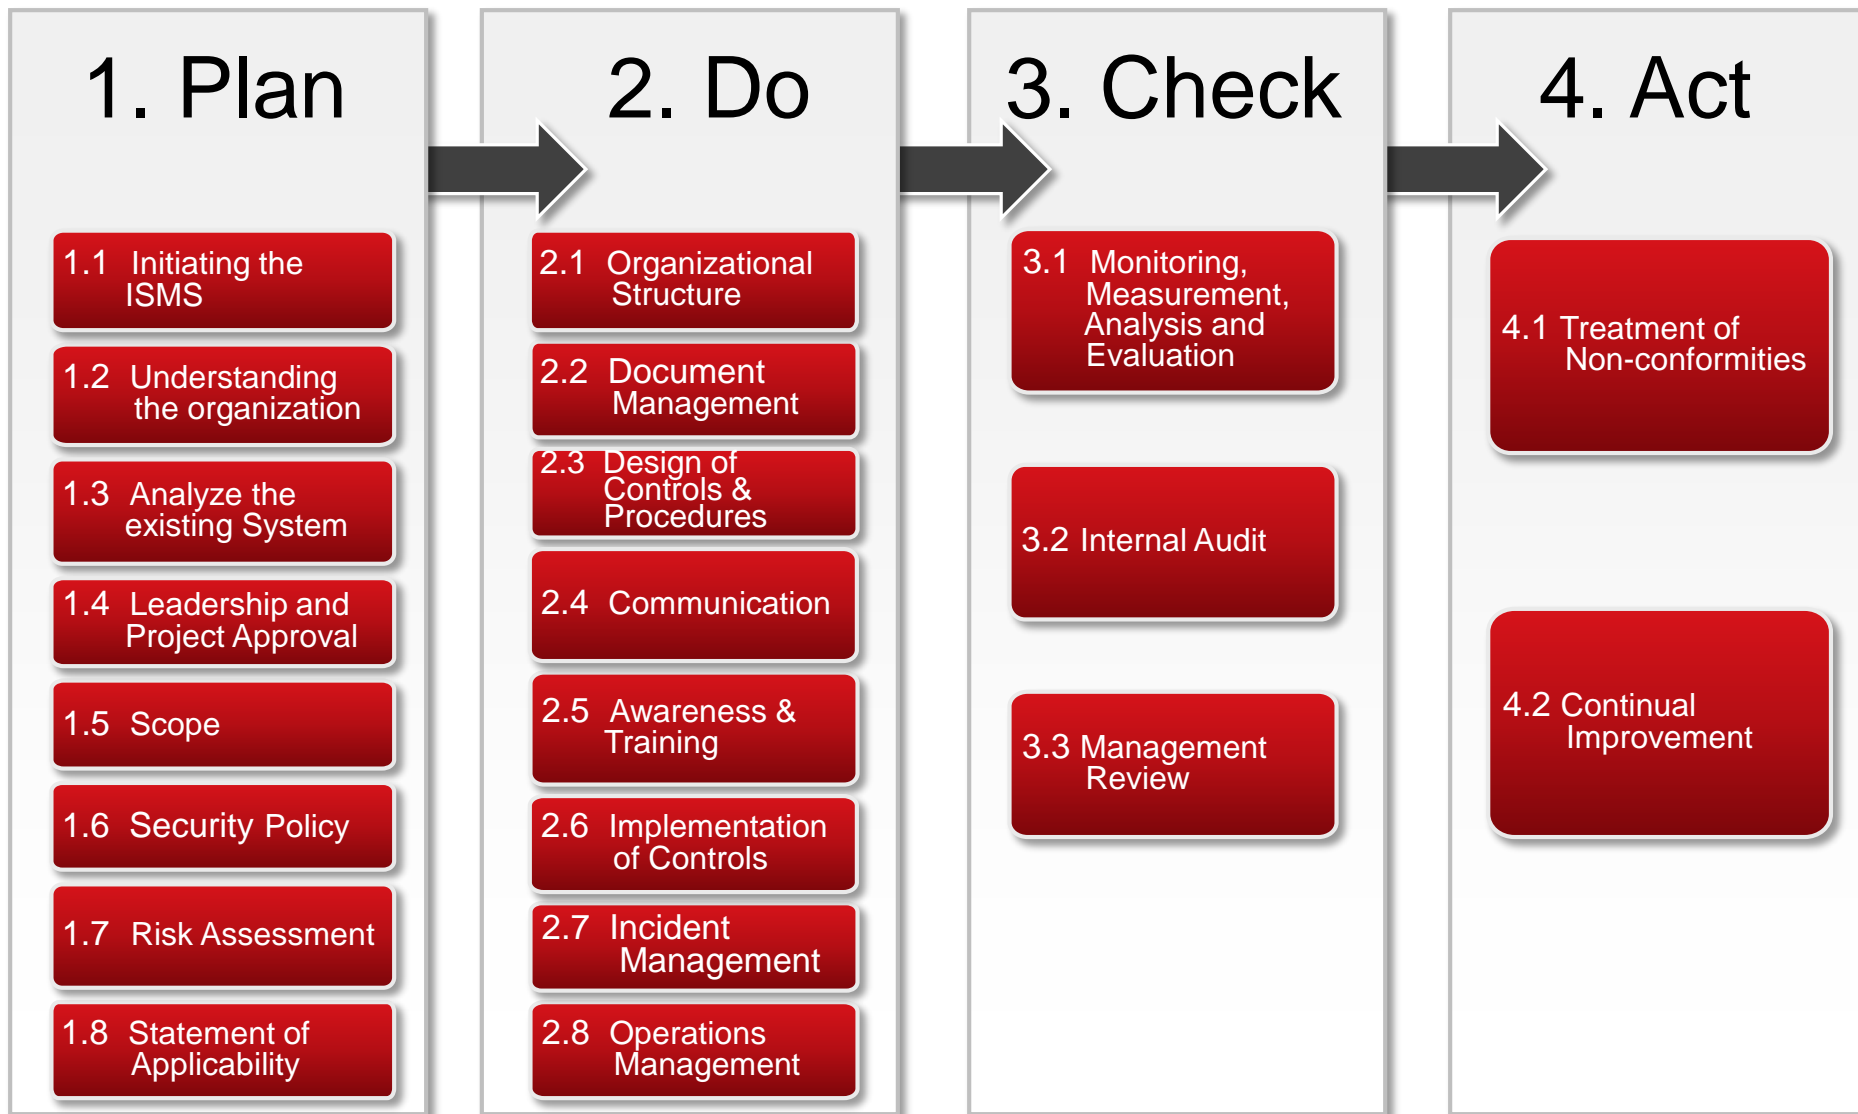 1. Plan
1.1 Initiating the
ISMS
1.2 Understanding
the organization
1.3 Analyze the
existing System
1.4 Leadership and
Project Approval
1.5 Scope
1.6 Security Policy
1.7 Risk Assessment
1.8 Statement of
Applicability
2. Do
2.1 Organizational
Structure
2.2 Document
Management
2.3 Design of
Controls &
Procedures
2.4 Communication
2.5 Awareness &
Training
2.6 Implementation
of Controls
2.7 Incident
Management
2.8 Operations
Management
3. Check
3.1 Monitoring,
Measurement,
Analysis and
Evaluation
3.2 Internal Audit
3.3 Management
Review
4. Act
4.1 Treatment of
Non-conformities
4.2 Continual
Improvement